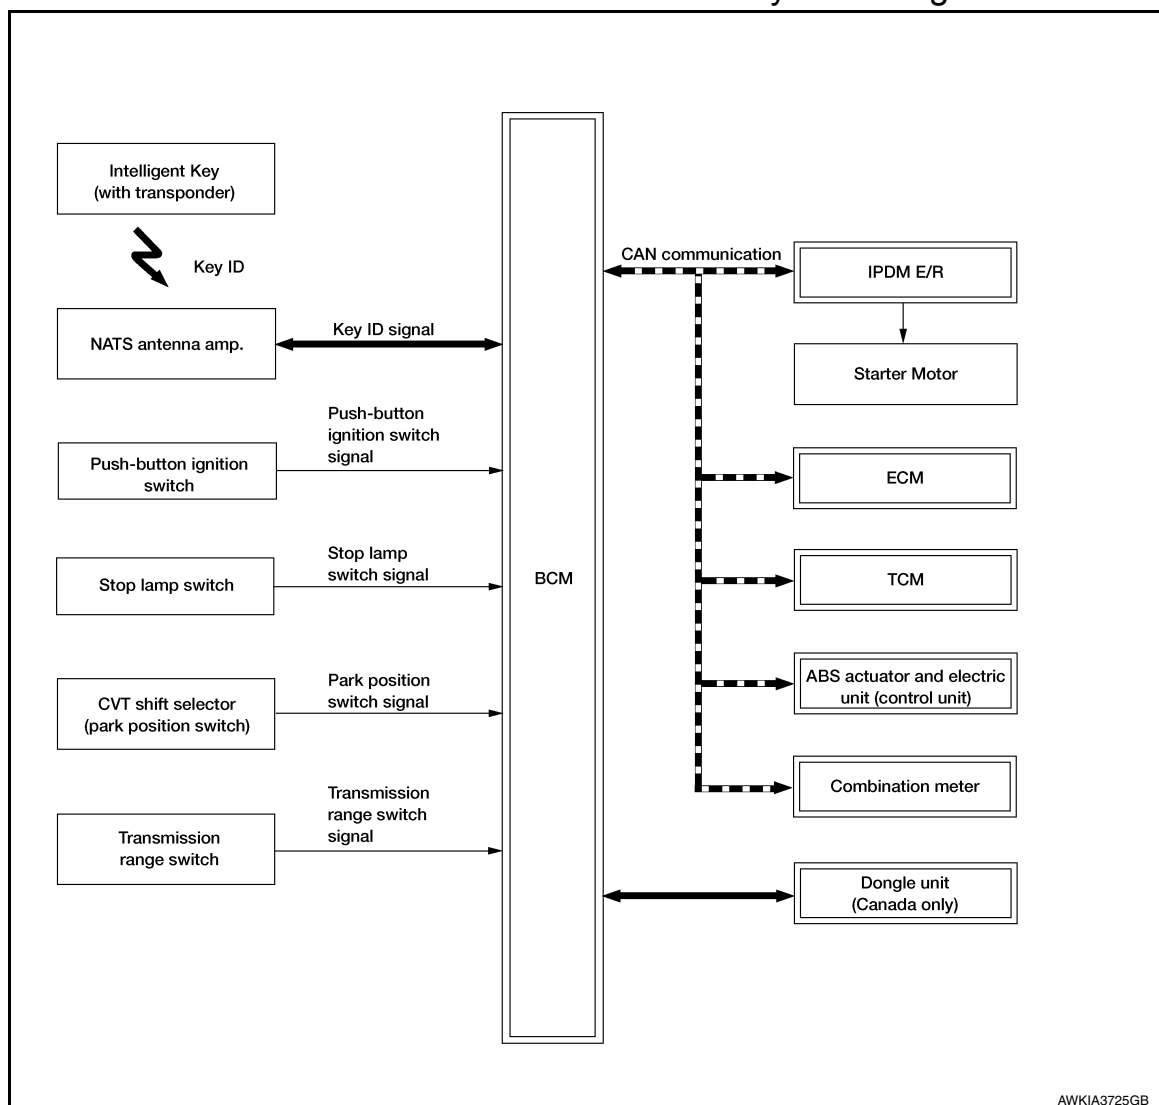 Intelligent Key
(with transponder)
Key ID
NATS antenna amp.
Key ID signal
Push-button ignition
switch
Push-button
ignition switch
signal
Stop lamp switch
Stop lamp
switch signal
CVT shift selector
(park position switch)
Park position
switch signal
Transmission
range switch
Transmission
range switch
signal
BCM
CAN communication
IPDM E/R
Starter Motor
ECM
TCM
ABS actuator and electric
unit (control unit)
Combination meter
Dongle unit
(Canada only)
AWKIA3725GB